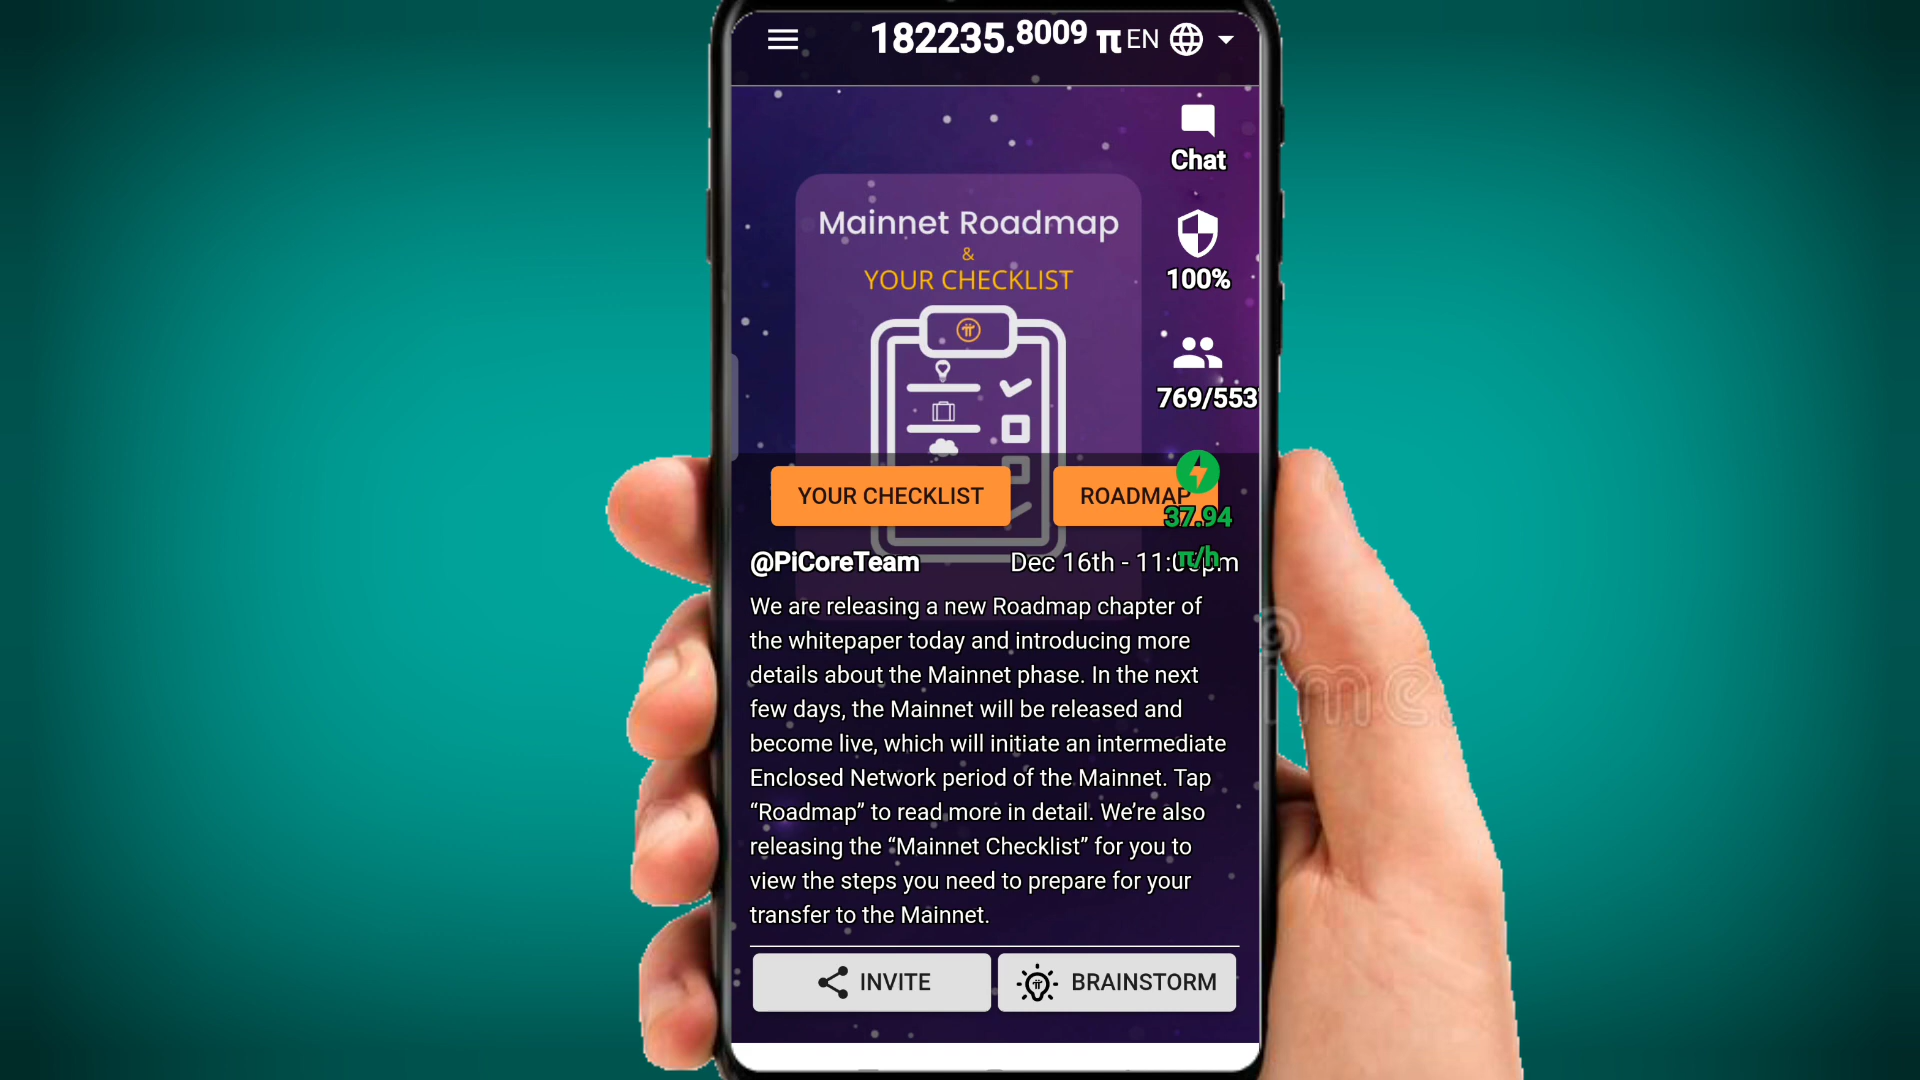 182235.8009 π EN
Chat
Mainnet Roadmap
&
YOUR CHECKLIST
100%
769/553
YOUR CHECKLIST
ROADMAP
37.94
π/h
@PiCoreTeam
Dec 16th - 11:
We are releasing a new Roadmap chapter of
the whitepaper today and introducing more
details about the Mainnet phase. In the next
few days, the Mainnet will be released and
become live, which will initiate an intermediate
Enclosed Network period of the Mainnet. Tap
“Roadmap” to read more in detail. We’re also
releasing the “Mainnet Checklist” for you to
view the steps you need to prepare for your
transfer to the Mainnet.
INVITE
BRAINSTORM